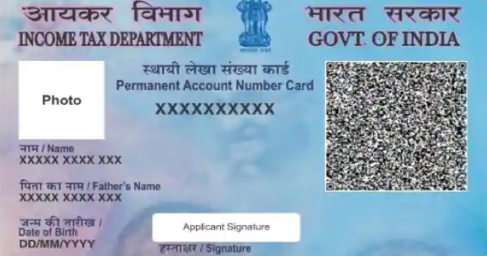 आयकर विभाग
INCOME TAX DEPARTMENT
भारत सरकार
GOVT. OF INDIA
स्थायी लेखा संख्या कार्ड
Permanent Account Number Card
XXXXXXXXXX
Photo
नाम / Name
XXXXX XXXX XXX
पिता का नाम / Father's Name
XXXXX XXXX XXX
जन्म की तारीख /
Date of Birth
DD/MM/YYYY
Applicant Signature
हस्ताक्षर / Signature